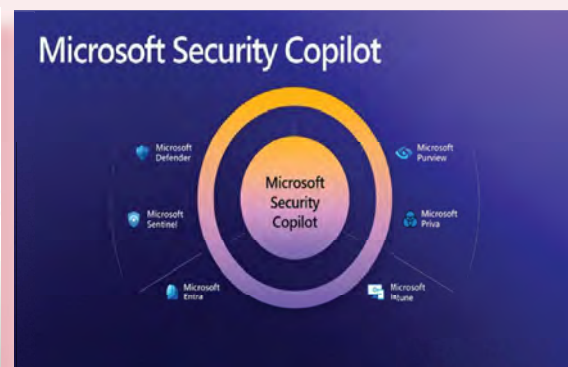 Microsoft Security Copilot
Microsoft
Defender
Microsoft
Purview
Microsoft
Security
Copilot
Microsoft
Sentinel
Microsoft
Priva
Microsoft
Entra
Microsoft
Intune